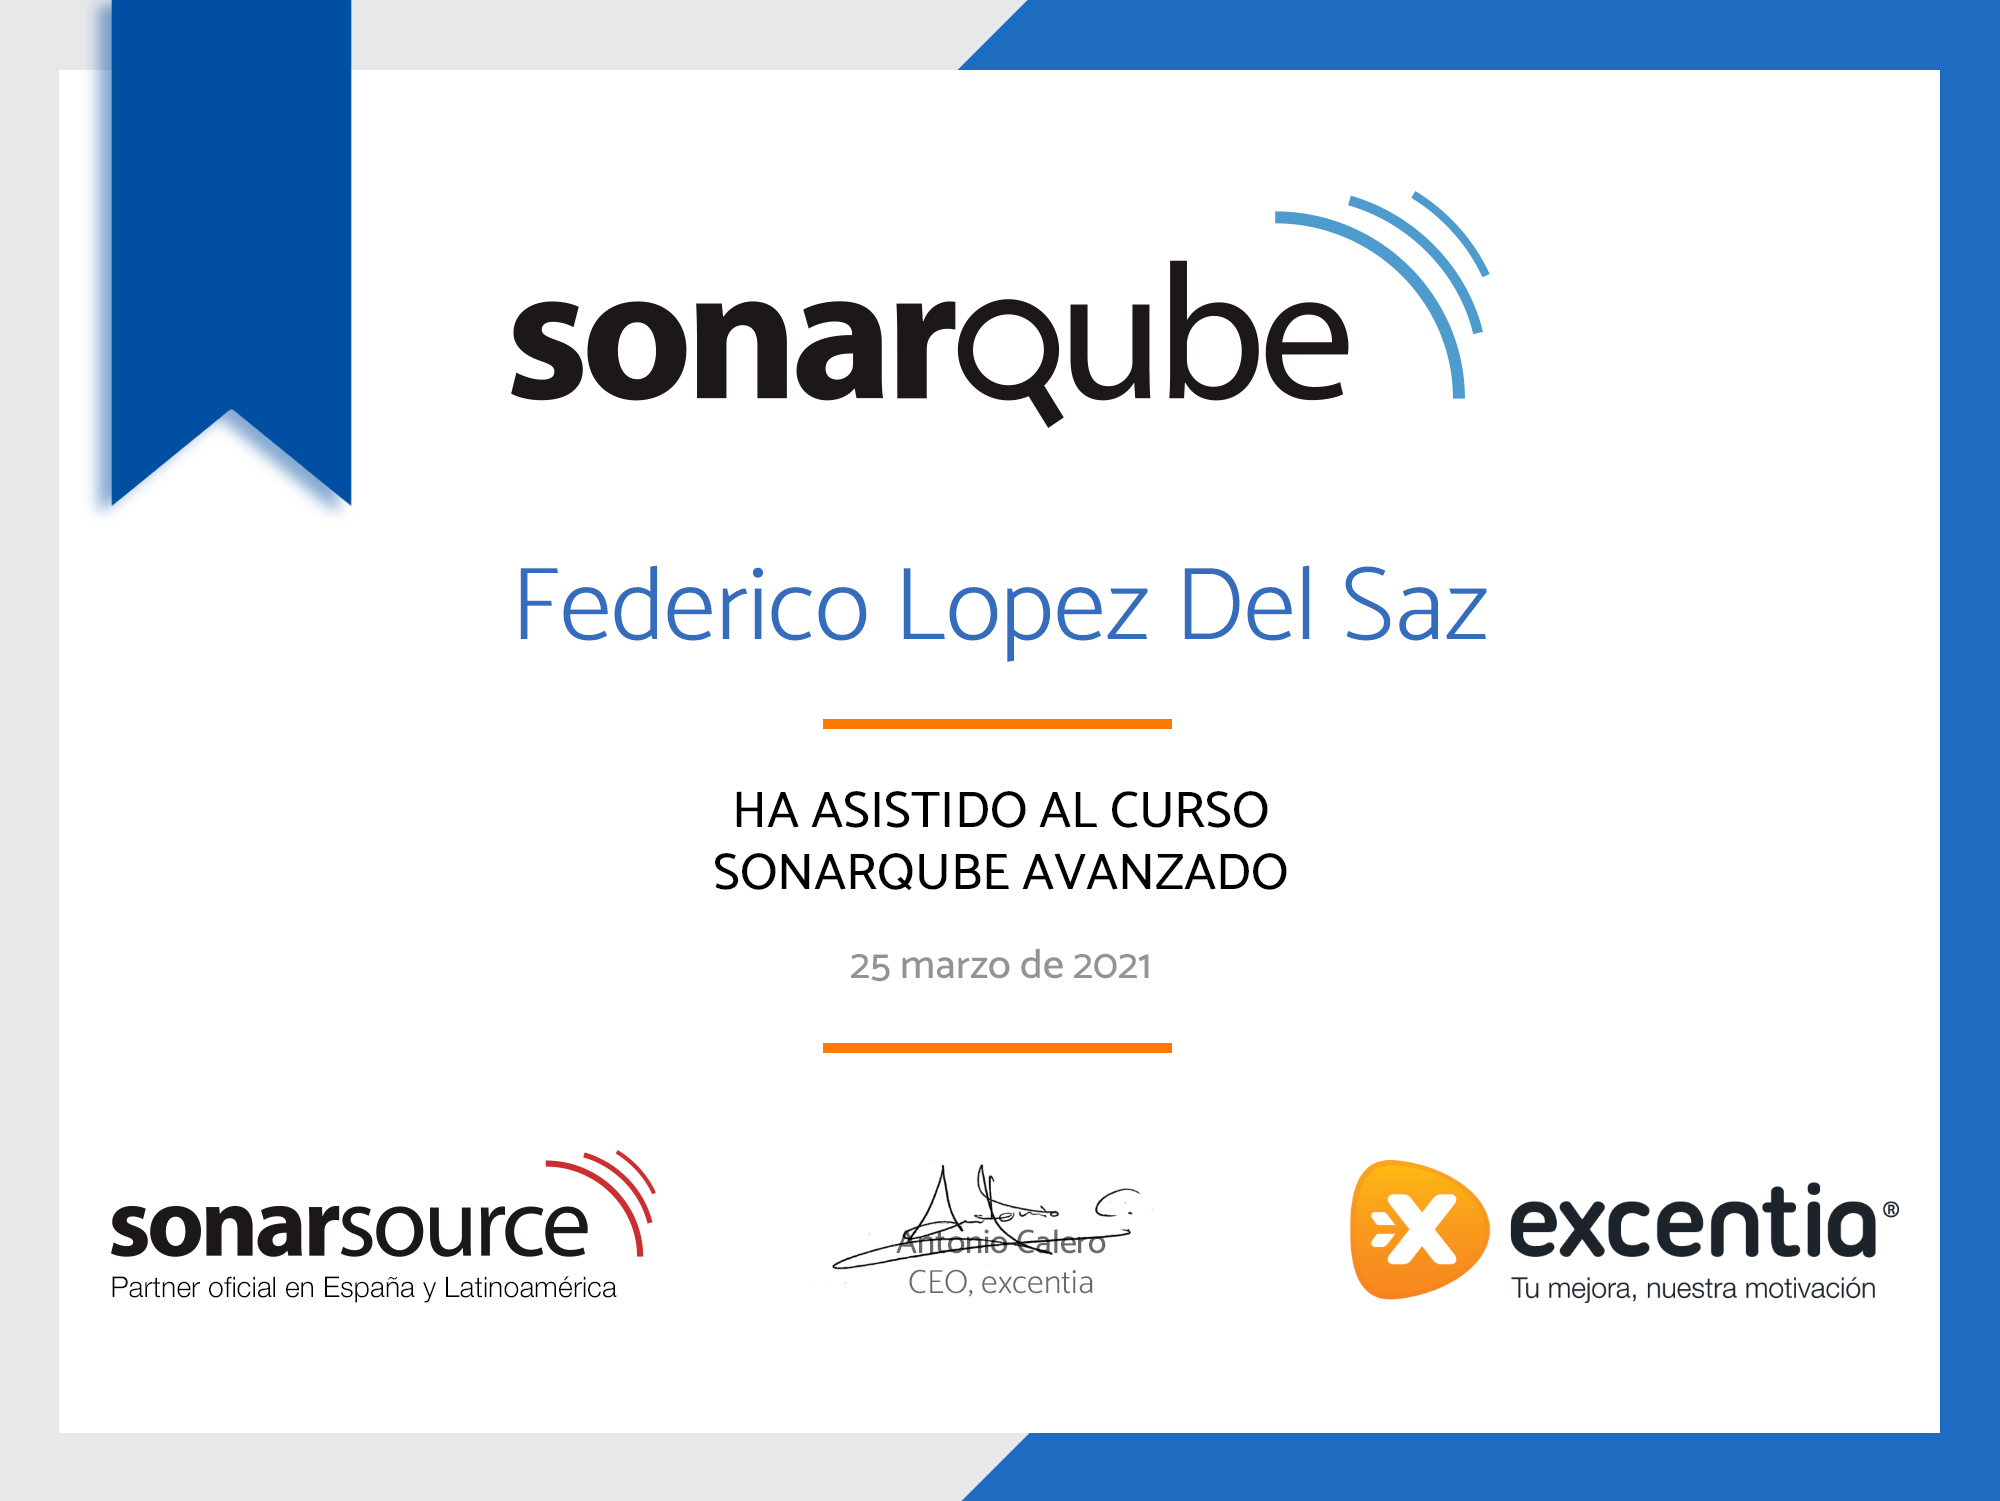 sonarqube
Federico Lopez Del Saz
HA ASISTIDO AL CURSO
SONARQUBE AVANZADO
25 marzo de 2021
sonarsource
Partner oficial en España y Latinoamérica
Antonio C.
Antonio Calero
CEO, excentia
excentia®
Tu mejora, nuestra motivación